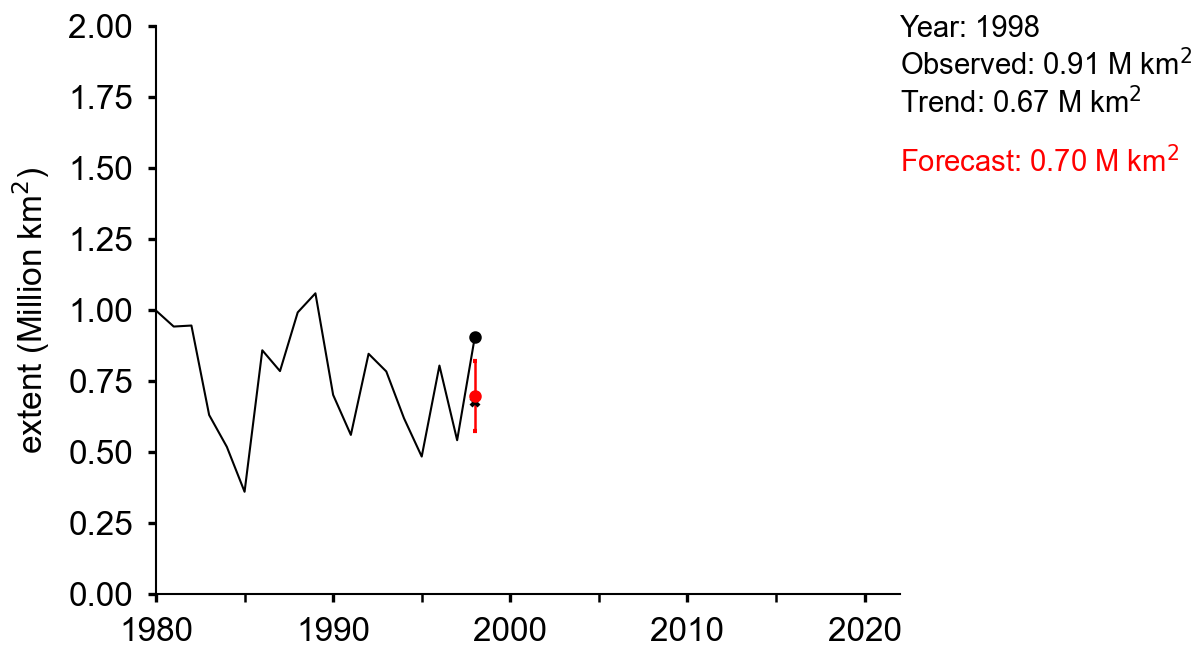 2.00
1.75
1.50
1.25
1.00
0.75
0.50
0.25
0.00
extent (Million km²)
1980 1990 2000 2010 2020
Year: 1998
Observed: 0.91 M km²
Trend: 0.67 M km²
Forecast: 0.70 M km²